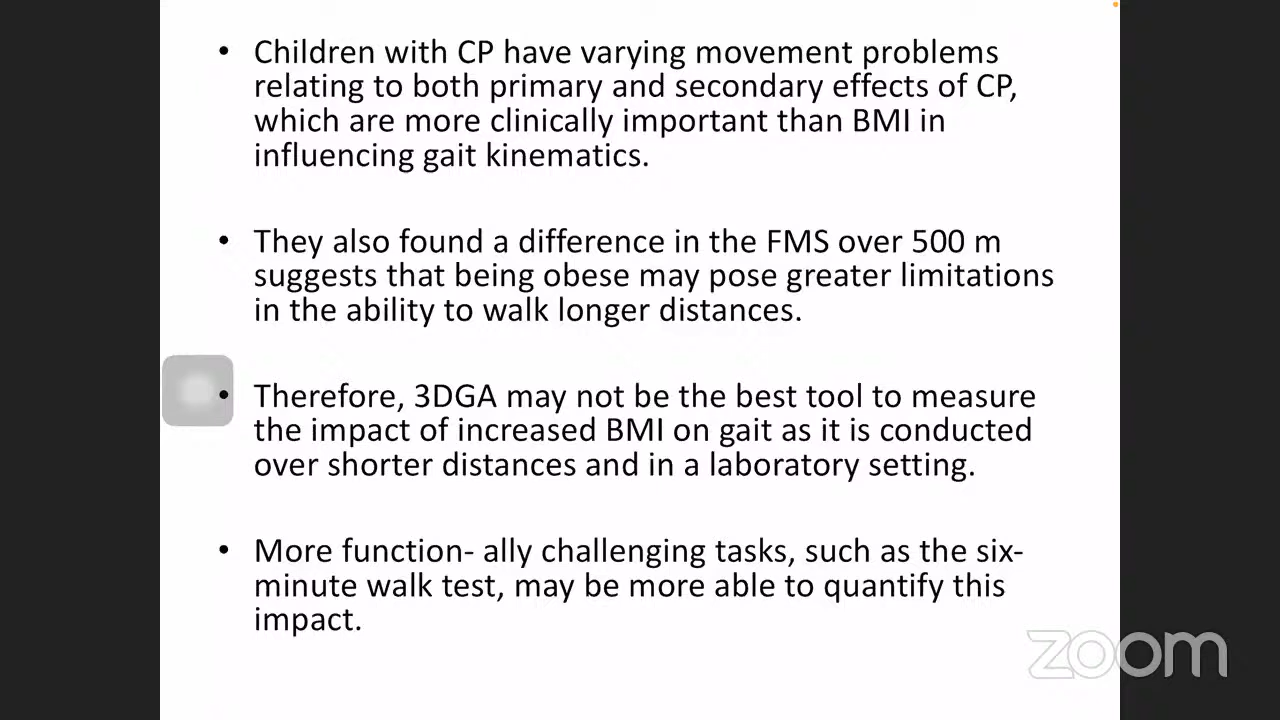 • Children with CP have varying movement problems
relating to both primary and secondary effects of CP,
which are more clinically important than BMI in
influencing gait kinematics.
• They also found a difference in the FMS over 500 m
suggests that being obese may pose greater limitations
in the ability to walk longer distances.
• Therefore, 3DGA may not be the best tool to measure
the impact of increased BMI on gait as it is conducted
over shorter distances and in a laboratory setting.
• More function- ally challenging tasks, such as the six-
minute walk test, may be more able to quantify this
impact.
zoom